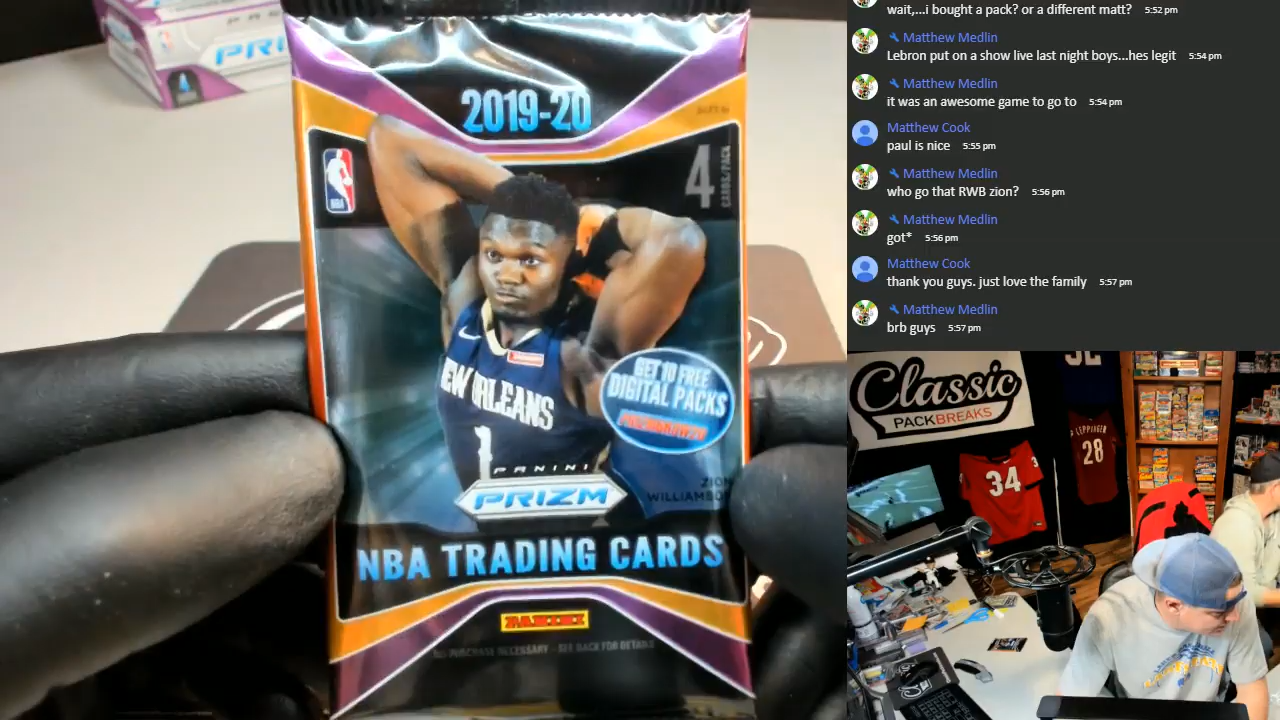 2019-20
NBA
4
CARDS/PACK
GET 10 FREE
DIGITAL PACKS
NEW ORLEANS
1
PANINI
PRIZM
ZION
WILLIAMSON
NBA TRADING CARDS
PANINI
NO PURCHASE NECESSARY - SEE BACK FOR DETAILS
wait,...i bought a pack? or a different matt? 5:52 pm
Matthew Medlin
Lebron put on a show live last night boys...hes legit 5:54 pm
Matthew Medlin
it was an awesome game to go to 5:54 pm
Matthew Cook
paul is nice 5:55 pm
Matthew Medlin
who go that RWB zion? 5:56 pm
Matthew Medlin
got* 5:56 pm
Matthew Cook
thank you guys. just love the family 5:57 pm
Matthew Medlin
brb guys 5:57 pm
Classic
PACKBREAKS
34
28